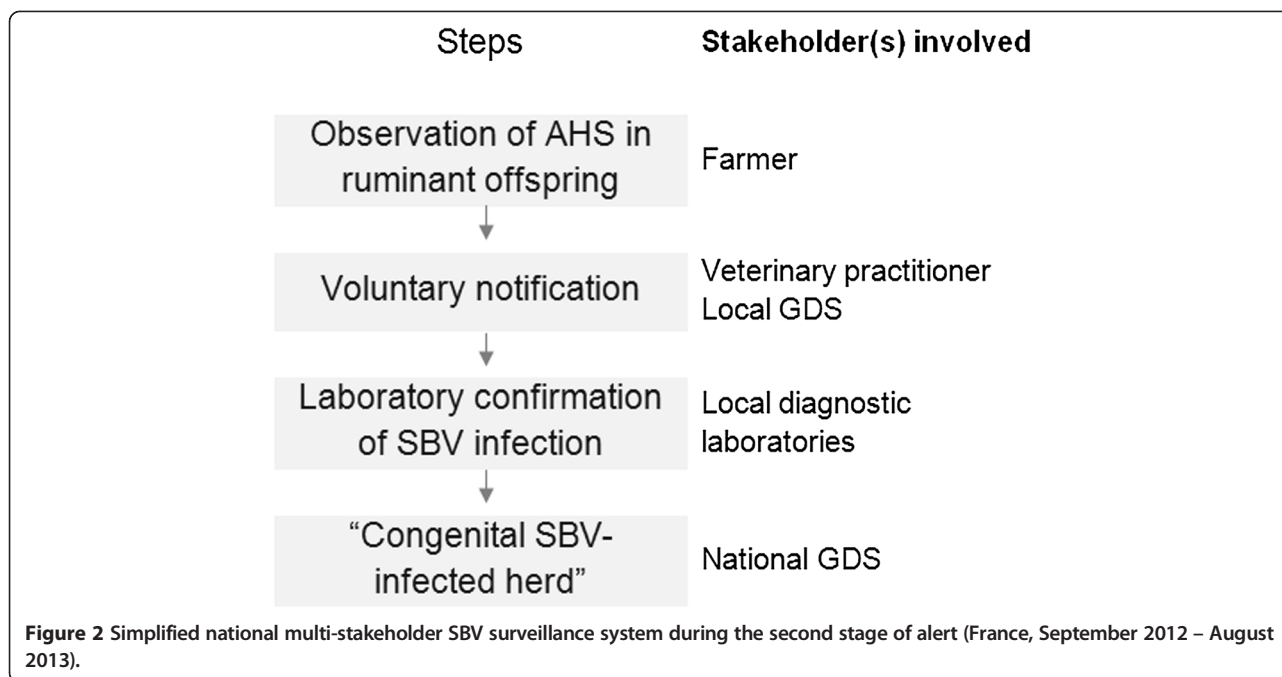 Steps
Stakeholder(s) involved
Observation of AHS in
ruminant offspring
Farmer
Voluntary notification
Veterinary practitioner
Local GDS
Laboratory confirmation
of SBV infection
Local diagnostic
laboratories
“Congenital SBV-
infected herd”
National GDS
Figure 2 Simplified national multi-stakeholder SBV surveillance system during the second stage of alert (France, September 2012 – August
2013).